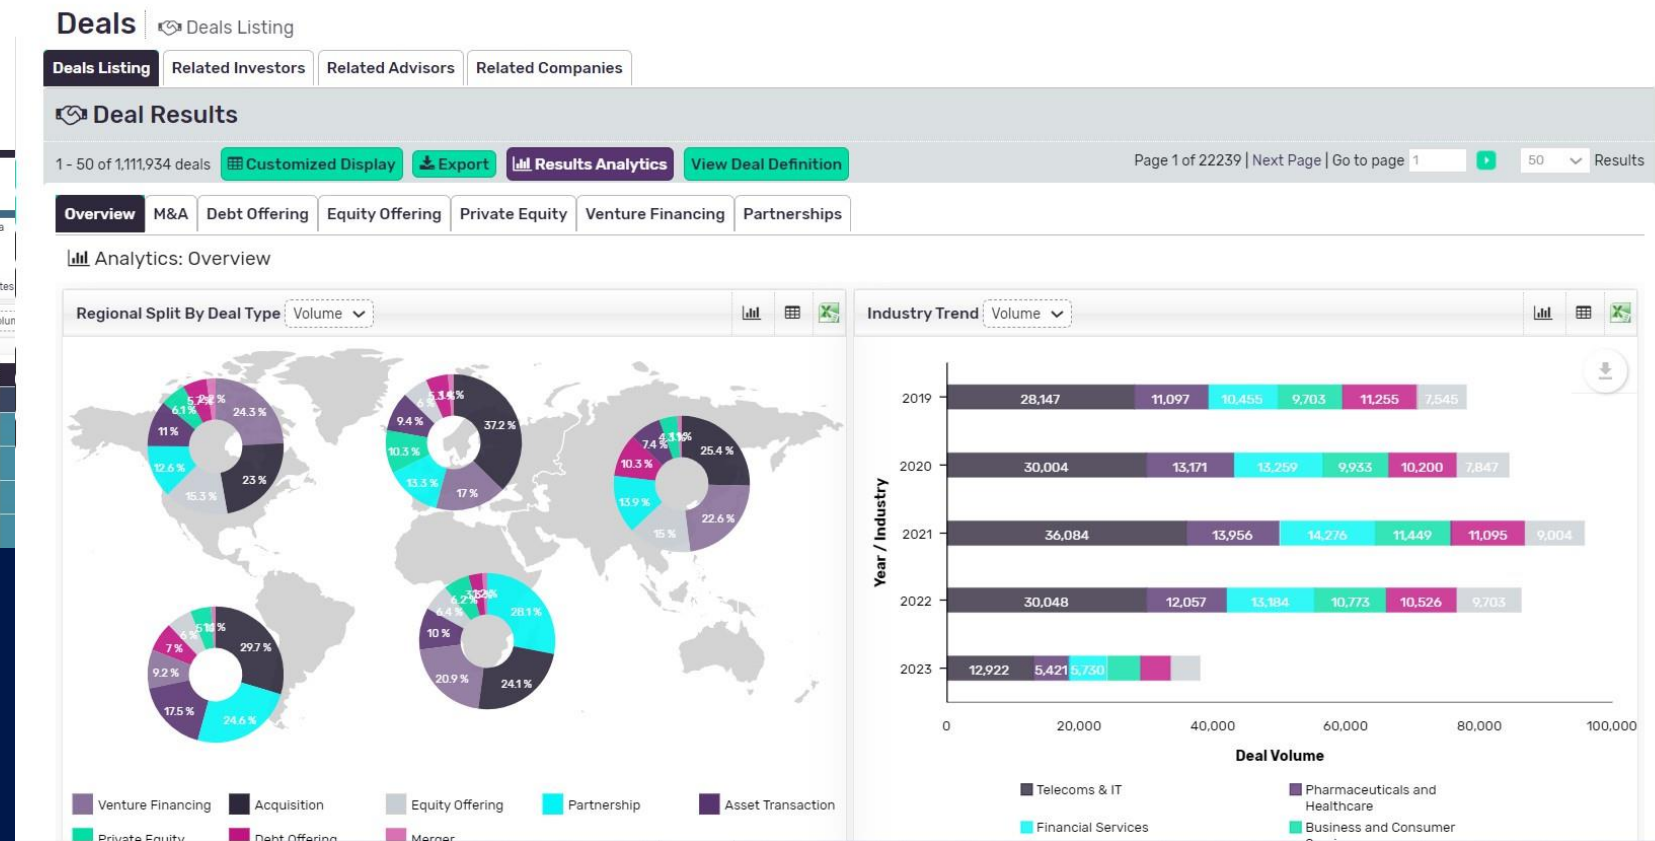 Deals
Deals Listing
Deals Listing
Related Investors
Related Advisors
Related Companies
Deal Results
1 - 50 of 1,111,934 deals
Customized Display
Export
Results Analytics
View Deal Definition
Page 1 of 22239 | Next Page | Go to page 1
50
Results
Overview
M&A
Debt Offering
Equity Offering
Private Equity
Venture Financing
Partnerships
Analytics: Overview
Regional Split By Deal Type
Volume
24.3 %
23 %
15.3 %
12.6 %
11 %
6.1 %
37.2 %
17 %
13.3 %
10.3 %
9.4 %
6 %
25.4 %
22.6 %
15 %
13.9 %
10.3 %
7.4 %
29.7 %
24.6 %
17.5 %
9.2 %
7 %
6 %
28.1 %
24.1 %
20.9 %
10 %
6.4 %
6.2 %
Venture Financing
Acquisition
Equity Offering
Partnership
Asset Transaction
Private Equity
Debt Offering
Merger
Industry Trend
Volume
Year / Industry
2019
28,147
11,097
10,455
9,703
11,255
7,545
2020
30,004
13,171
13,259
9,933
10,200
7,847
2021
36,084
13,956
14,276
11,449
11,095
9,004
2022
30,048
12,057
13,184
10,773
10,526
9,703
2023
12,922
5,421
5,730
0
20,000
40,000
60,000
80,000
100,000
Deal Volume
Telecoms & IT
Pharmaceuticals and
Healthcare
Financial Services
Business and Consumer